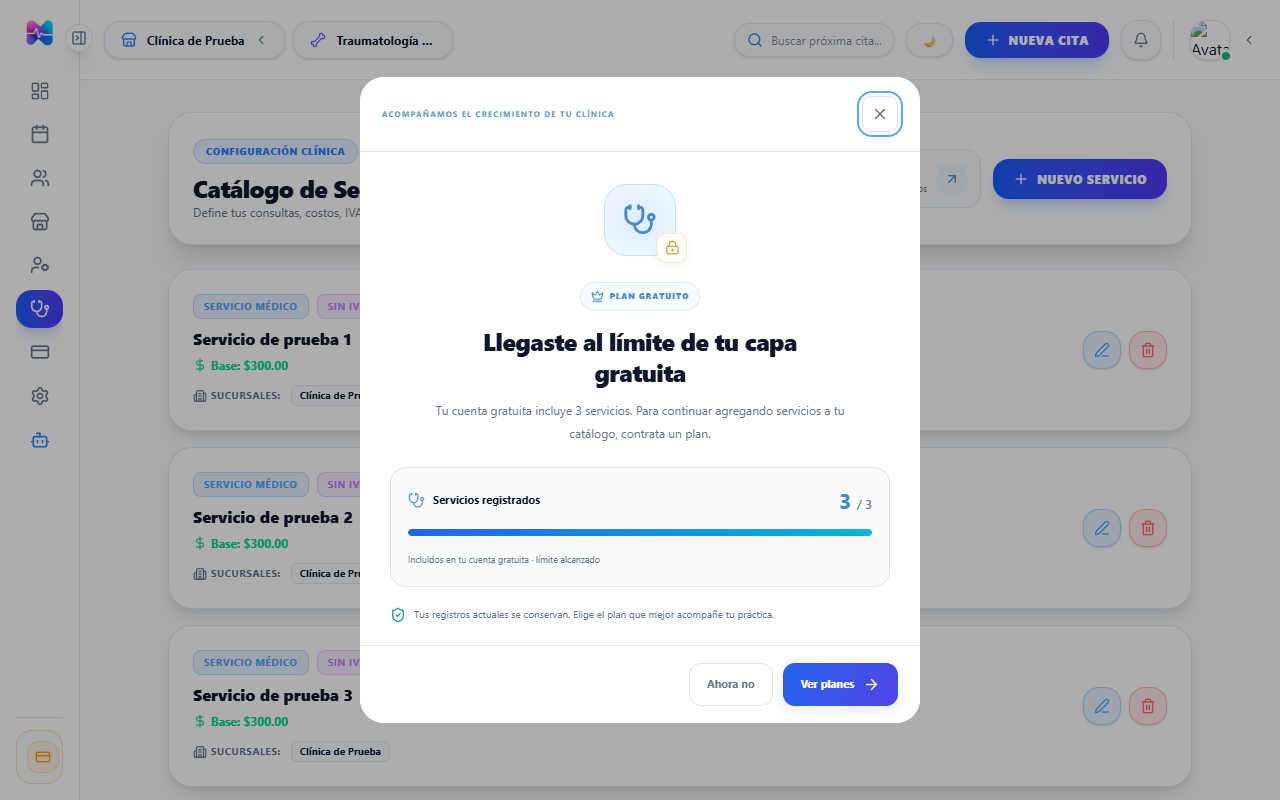 Clínica de Prueba
Traumatología ...
Buscar próxima cita...
NUEVA CITA
Avata
ACOMPAÑAMOS EL CRECIMIENTO DE TU CLÍNICA
CONFIGURACIÓN CLÍNICA
Catálogo de Se
Define tus consultas, costos, IVA
NUEVO SERVICIO
PLAN GRATUITO
Llegaste al límite de tu capa
gratuita
Tu cuenta gratuita incluye 3 servicios. Para continuar agregando servicios a tu
catálogo, contrata un plan.
Servicios registrados
3 / 3
Incluidos en tu cuenta gratuita · límite alcanzado
Tus registros actuales se conservan. Elige el plan que mejor acompañe tu práctica.
Ahora no
Ver planes
SERVICIO MÉDICO
SIN IV
Servicio de prueba 1
Base: $300.00
SUCURSALES:
Clínica de Pru
SERVICIO MÉDICO
SIN IV
Servicio de prueba 2
Base: $300.00
SUCURSALES:
Clínica de Pru
SERVICIO MÉDICO
SIN IV
Servicio de prueba 3
Base: $300.00
SUCURSALES:
Clínica de Prueba